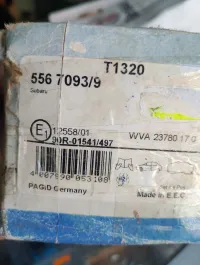 T1320
556 7093/9
Subaru
E1
12558/01
90R-01541/497
WVA 23780 17 0
PAGID Germany
Made in E.E.C